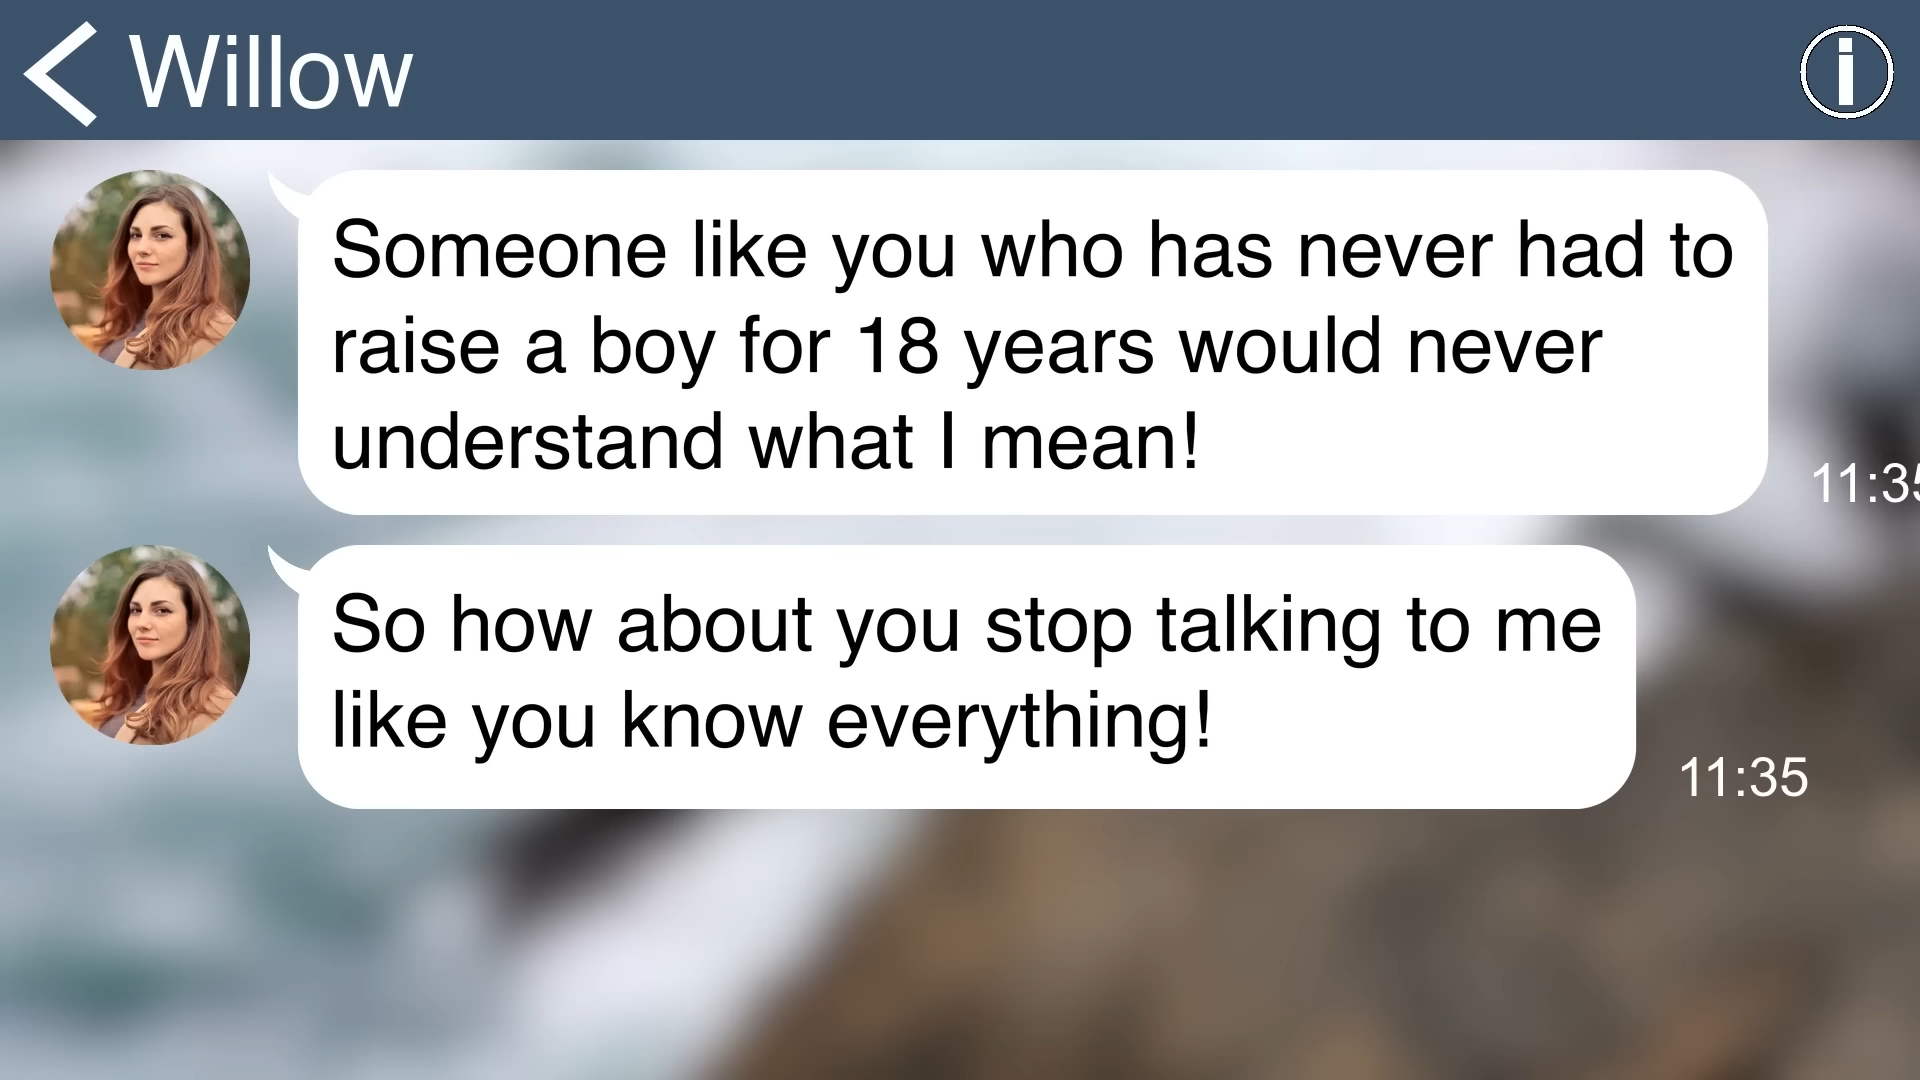 Willow
Someone like you who has never had to
raise a boy for 18 years would never
understand what I mean!
11:35
So how about you stop talking to me
like you know everything!
11:35